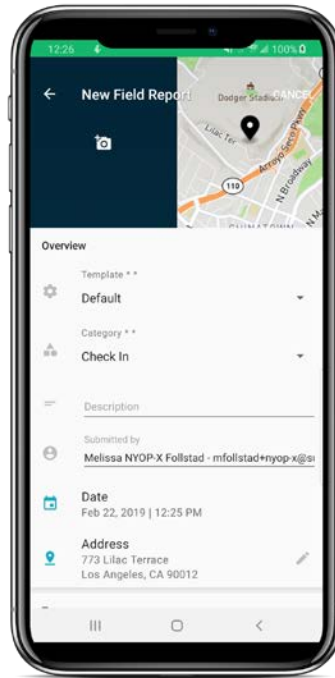 12:26
100%
New Field Report
CANCEL
Dodger Stadium
Lilac Ter
110
Arroyo Seco Pkwy
N Broadway
CHINATOWN
Overview
Template * *
Default
Category * *
Check In
Description
Submitted by
Melissa NYOP-X Follstad - mfollstad+nyop-x@s
Date
Feb 22, 2019 | 12:25 PM
Address
773 Lilac Terrace
Los Angeles, CA 90012